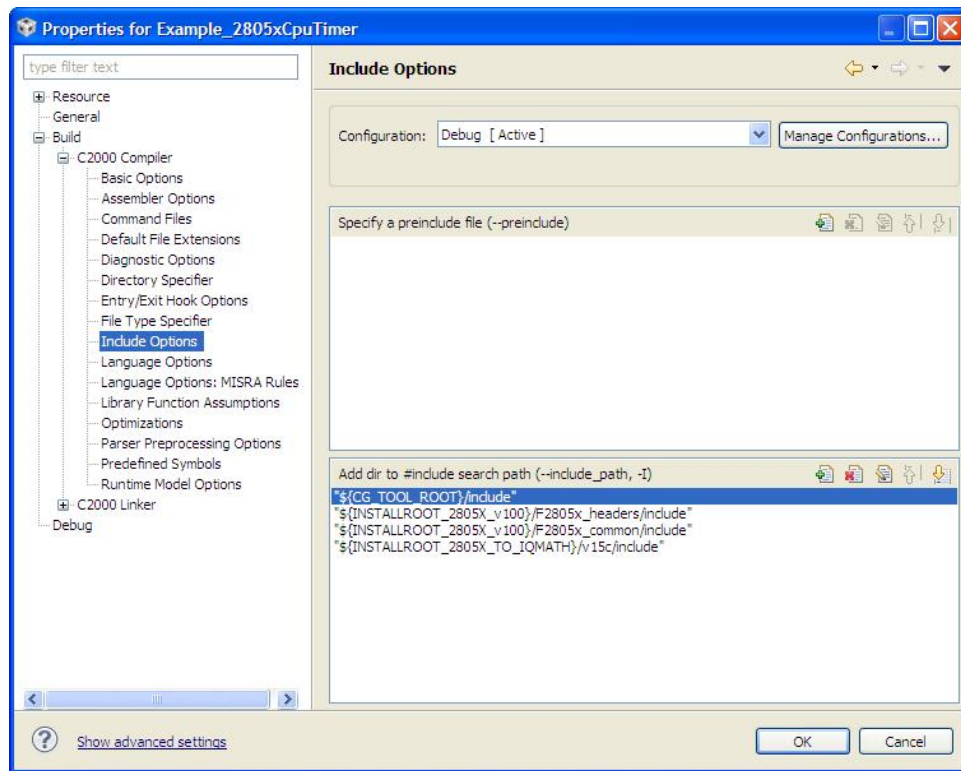 Properties for Example_2805xCpuTimer
type filter text
Resource
General
Build
C2000 Compiler
Basic Options
Assembler Options
Command Files
Default File Extensions
Diagnostic Options
Directory Specifier
Entry/Exit Hook Options
File Type Specifier
Include Options
Language Options
Language Options: MISRA Rules
Library Function Assumptions
Optimizations
Parser Preprocessing Options
Predefined Symbols
Runtime Model Options
C2000 Linker
Debug
Include Options
Configuration: Debug [ Active ] Manage Configurations...
Specify a preinclude file (--preinclude)
Add dir to #include search path (--include_path, -I)
"${CG_TOOL_ROOT}/include"
"${INSTALLROOT_2805X_v100}/F2805x_headers/include"
"${INSTALLROOT_2805X_v100}/F2805x_common/include"
"${INSTALLROOT_2805X_TO_IQMATH}/v15c/include"
Show advanced settings
OK Cancel